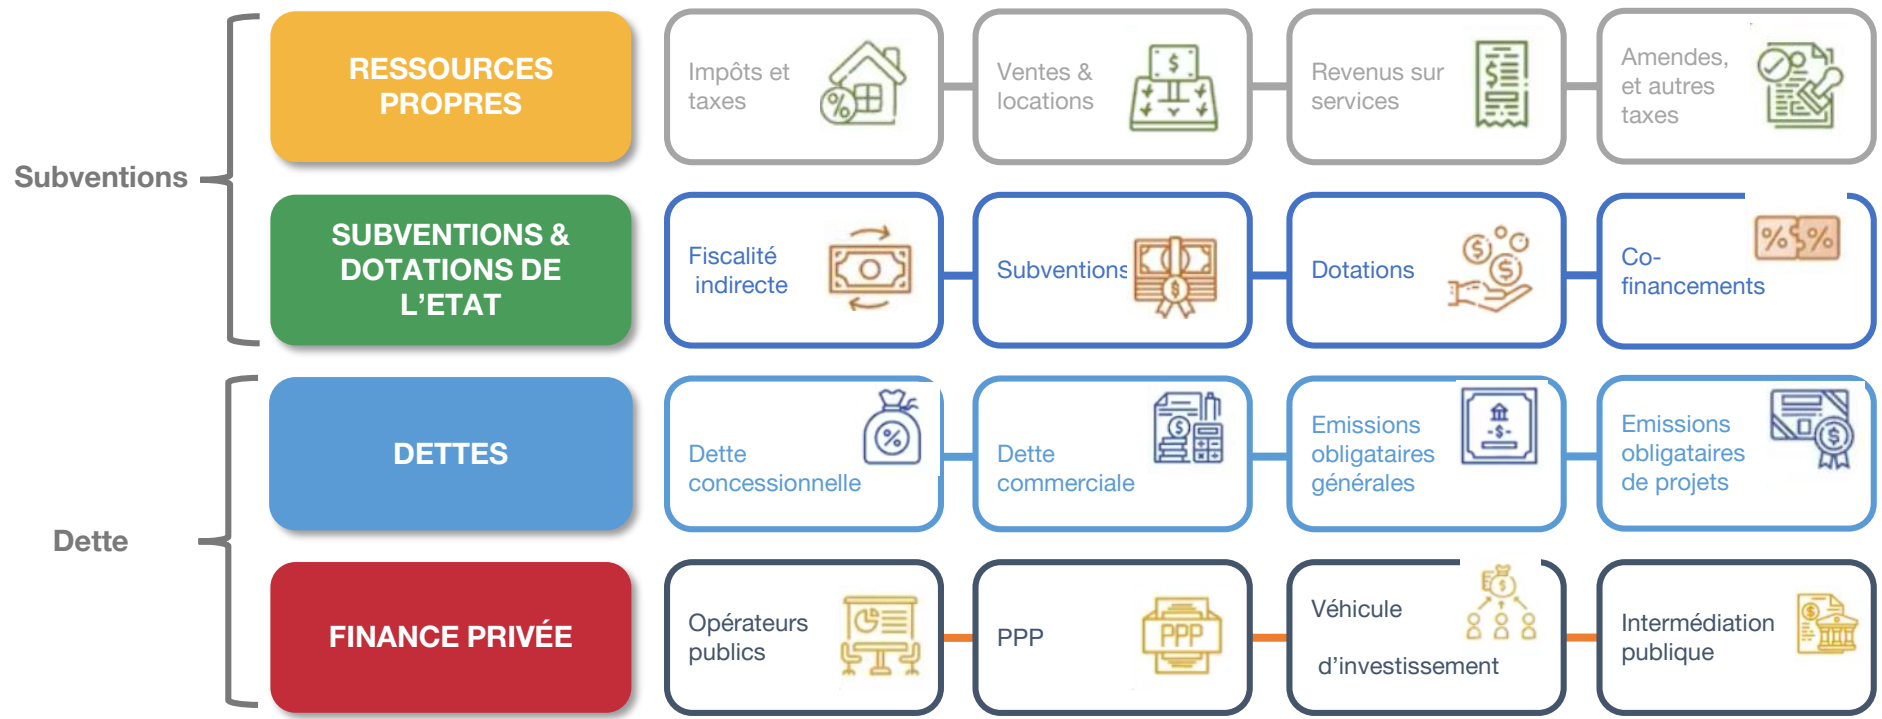 Subventions
RESSOURCES
PROPRES
Impôts et
taxes
%
Ventes &
locations
$
Revenus sur
services
$
Amendes,
et autres
taxes
SUBVENTIONS &
DOTATIONS DE
L'ETAT
Fiscalité
indirecte
Subventions
$
Dotations
$
$
Co-
financements
% $ %
Dette
DETTES
Dette
concessionnelle
%
Dette
commerciale
$
Emissions
obligataires
générales
-$-
Emissions
obligataires
de projets
$
FINANCE PRIVÉE
Opérateurs
publics
PPP
PPP
Véhicule
d'investissement
$
Intermédiation
publique
$